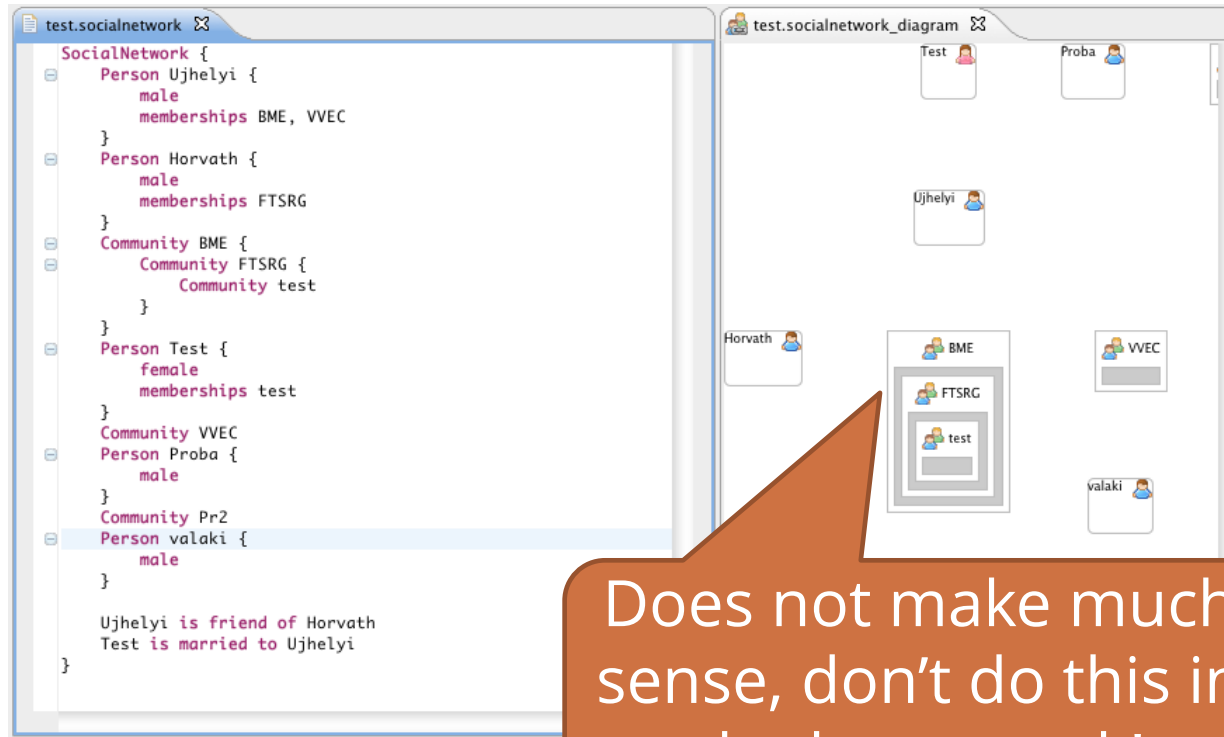 test.socialnetwork
SocialNetwork {
Person Ujhelyi {
male
memberships BME, VVEC
}
Person Horvath {
male
memberships FTSRG
}
Community BME {
Community FTSRG {
Community test
}
}
Person Test {
female
memberships test
}
Community VVEC
Person Proba {
male
}
Community Pr2
Person valaki {
male
}
Ujhelyi is friend of Horvath
Test is married to Ujhelyi
}
test.socialnetwork_diagram
Test
Proba
Ujhelyi
Horvath
BME
VVEC
FTSRG
test
valaki
Does not make much
sense, don’t do this in